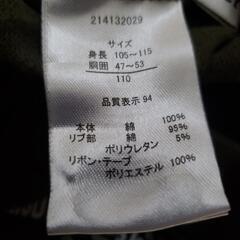 214132029
サイズ
身長 105~115
胴囲 47~53
110
品質表示 94
100%
本体 綿 95%
リブ部 綿 5%
ポリウレタン
リボン・テープ 100%
ポリエステル